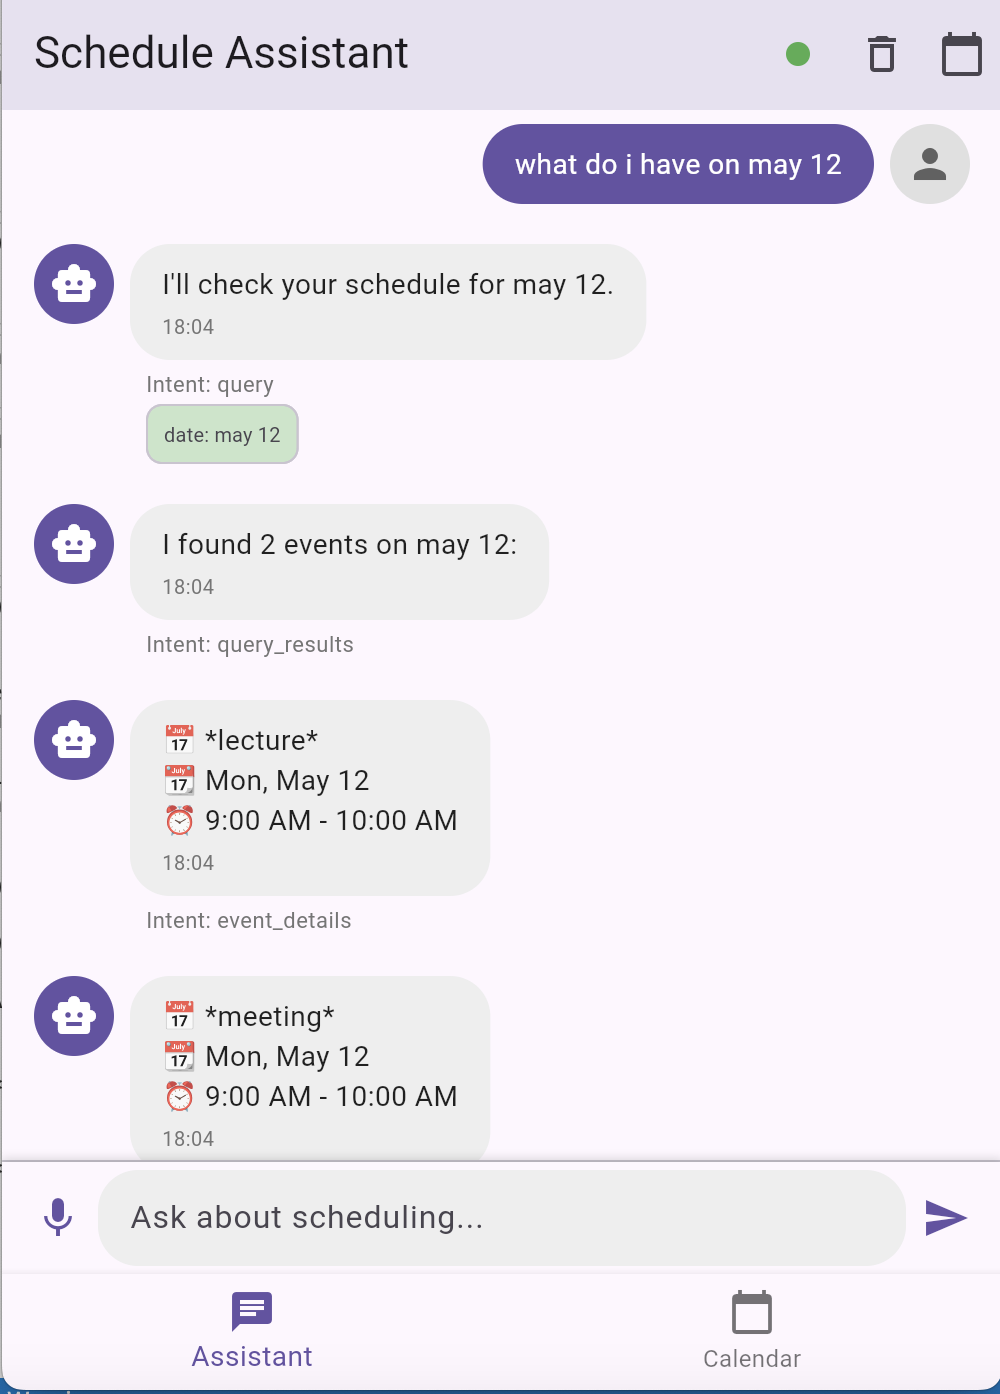 Schedule Assistant
what do i have on may 12
I'll check your schedule for may 12.
18:04
Intent: query
date: may 12
I found 2 events on may 12:
18:04
Intent: query_results
📅 *lecture*
📆 Mon, May 12
⏰ 9:00 AM - 10:00 AM
18:04
Intent: event_details
📅 *meeting*
📆 Mon, May 12
⏰ 9:00 AM - 10:00 AM
18:04
Ask about scheduling...
Assistant
Calendar